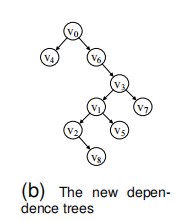 v0
v4 v6
v3
v1 v7
v2 v5
v8
(b) The new depen-
dence trees